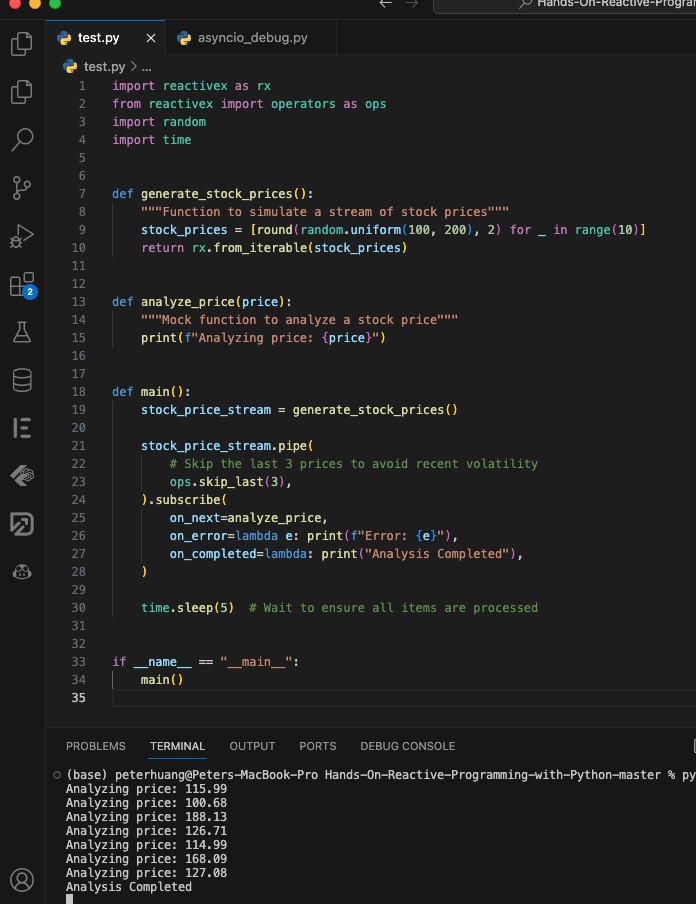 Hands-On-Reactive-Progra
test.py
asyncio_debug.py
test.py > ...
1 import reactivex as rx
2 from reactivex import operators as ops
3 import random
4 import time
5
6
7 def generate_stock_prices():
8     """Function to simulate a stream of stock prices"""
9     stock_prices = [round(random.uniform(100, 200), 2) for _ in range(10)]
10     return rx.from_iterable(stock_prices)
11
12
13 def analyze_price(price):
14     """Mock function to analyze a stock price"""
15     print(f"Analyzing price: {price}")
16
17
18 def main():
19     stock_price_stream = generate_stock_prices()
20
21     stock_price_stream.pipe(
22         # Skip the last 3 prices to avoid recent volatility
23         ops.skip_last(3),
24     ).subscribe(
25         on_next=analyze_price,
26         on_error=lambda e: print(f"Error: {e}"),
27         on_completed=lambda: print("Analysis Completed"),
28     )
29
30     time.sleep(5)  # Wait to ensure all items are processed
31
32
33 if __name__ == "__main__":
34     main()
35
2
PROBLEMS TERMINAL OUTPUT PORTS DEBUG CONSOLE
(base) peterhuang@Peters-MacBook-Pro Hands-On-Reactive-Programming-with-Python-master % py
Analyzing price: 115.99
Analyzing price: 100.68
Analyzing price: 188.13
Analyzing price: 126.71
Analyzing price: 114.99
Analyzing price: 168.09
Analyzing price: 127.08
Analysis Completed